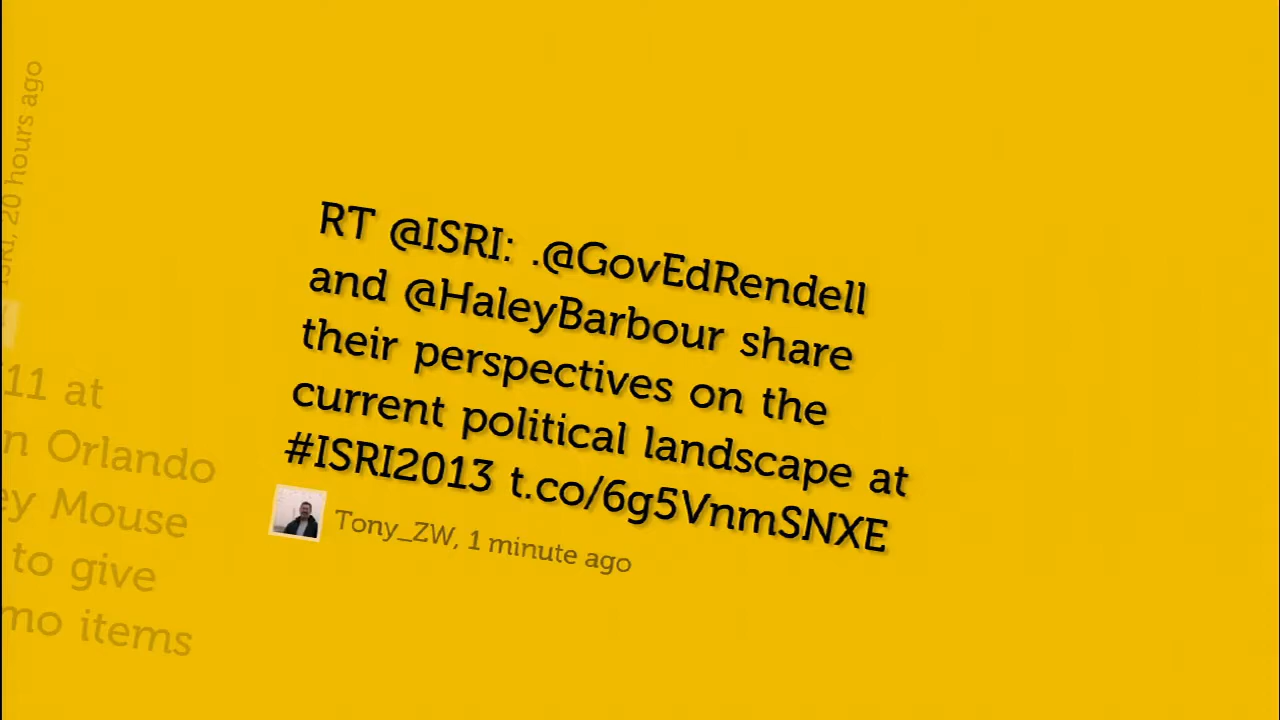 ISRI, 20 hours ago
11 at
n Orlando
ey Mouse
to give
mo items
RT @ISRI: .@GovEdRendell
and @HaleyBarbour share
their perspectives on the
current political landscape at
#ISRI2013 t.co/6g5VnmSNXE
Tony_ZW, 1 minute ago